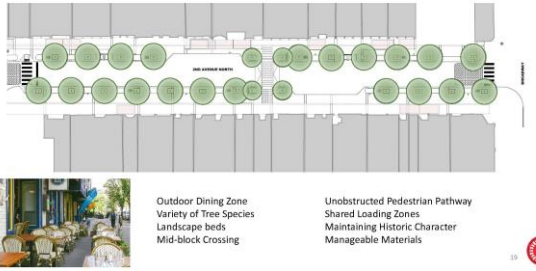 2ND AVENUE NORTH
BROADWAY
Outdoor Dining Zone
Variety of Tree Species
Landscape beds
Mid-block Crossing
Unobstructed Pedestrian Pathway
Shared Loading Zones
Maintaining Historic Character
Manageable Materials
19